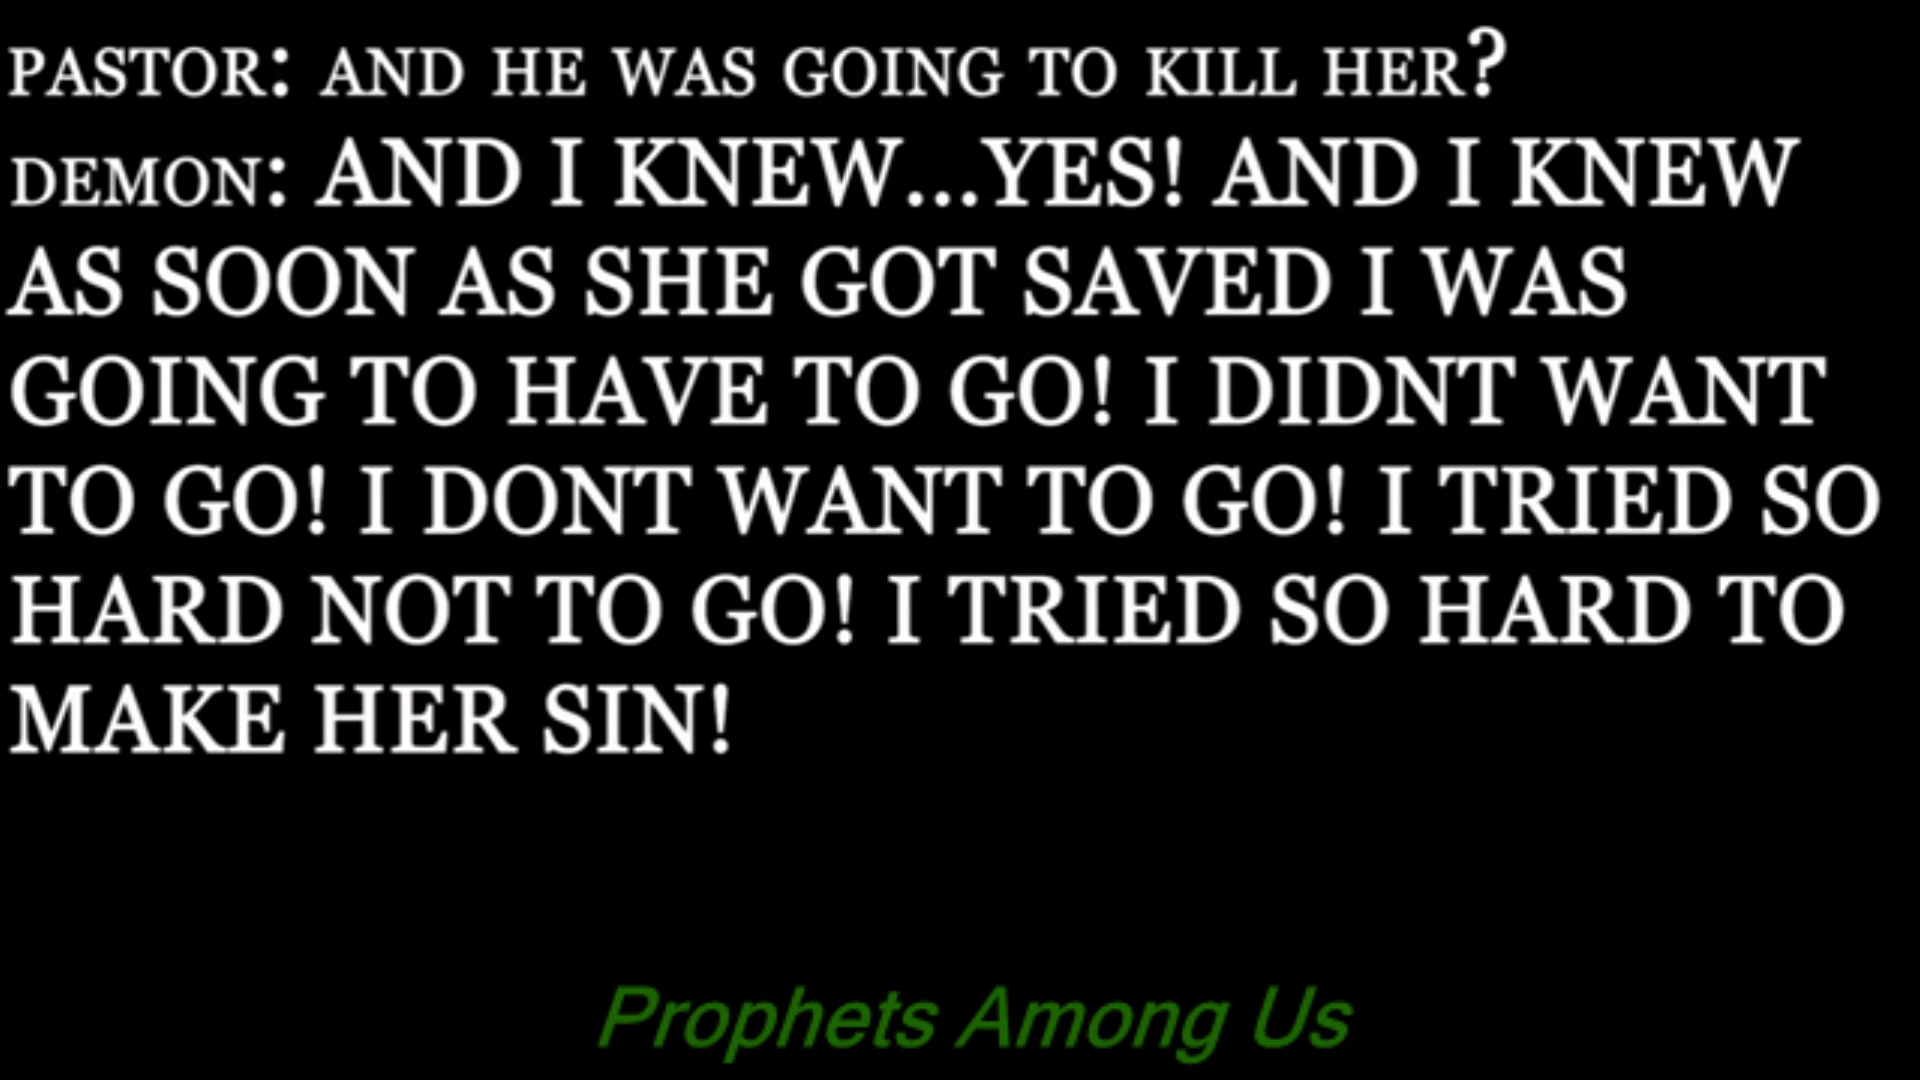 PASTOR: AND HE WAS GOING TO KILL HER?
DEMON: AND I KNEW...YES! AND I KNEW
AS SOON AS SHE GOT SAVED I WAS
GOING TO HAVE TO GO! I DIDNT WANT
TO GO! I DONT WANT TO GO! I TRIED SO
HARD NOT TO GO! I TRIED SO HARD TO
MAKE HER SIN!
Prophets Among Us